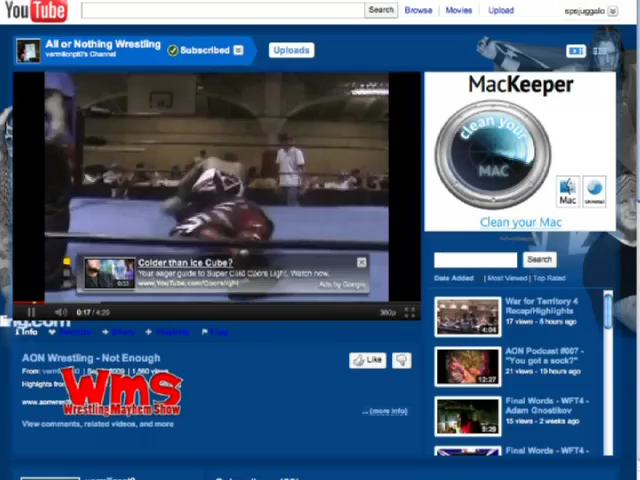 YouTube
Search
Browse
Movies
Upload
spsjuggalo
All or Nothing Wrestling
Subscribed
Uploads
MacKeeper
clean your
MAC
Mac
Clean your Mac
Colder than Ice Cube?
Your eager guide to Super Cold Coors Light. Watch now.
www.YouTube.com/Coorslight
Ads by Google
0:33
0:17 / 4:29
360p
Search
Date Added | Most Viewed | Top Rated
War for Territory 4
Recap/Highlights
17 views - 5 hours ago
4:04
AON Podcast #007 -
"You got a sock?"
21 views - 19 hours ago
12:27
Final Words - WFT4 -
Adam Gnostikov
15 views - 2 weeks ago
Final Words - WFT4 -
Info
AON Wrestling - Not Enough
Like
From:
2009
views
Highlights
WMS
Wrestling Mayhem Show
... (more info)
View comments, related videos, and more